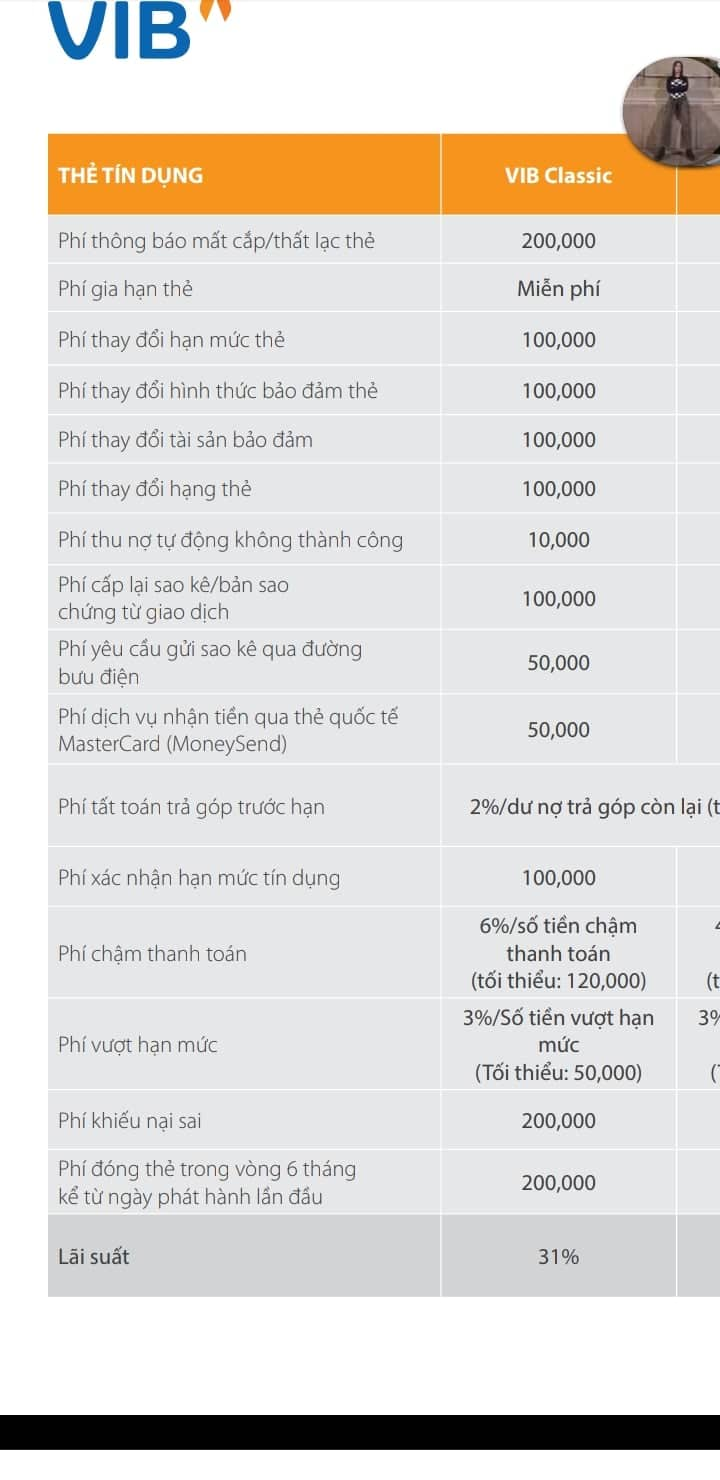 VIB
THẺ TÍN DỤNG VIB Classic
Phí thông báo mất cắp/thất lạc thẻ 200,000
Phí gia hạn thẻ Miễn phí
Phí thay đổi hạn mức thẻ 100,000
Phí thay đổi hình thức bảo đảm thẻ 100,000
Phí thay đổi tài sản bảo đảm 100,000
Phí thay đổi hạng thẻ 100,000
Phí thu nợ tự động không thành công 10,000
Phí cấp lại sao kê/bản sao
chứng từ giao dịch
100,000
Phí yêu cầu gửi sao kê qua đường
bưu điện
50,000
Phí dịch vụ nhận tiền qua thẻ quốc tế
MasterCard (MoneySend)
50,000
Phí tất toán trả góp trước hạn 2%/dư nợ trả góp còn lại (t
Phí xác nhận hạn mức tín dụng 100,000
Phí chậm thanh toán
6%/số tiền chậm
thanh toán
(tối thiểu: 120,000) (t
Phí vượt hạn mức
3%/Số tiền vượt hạn 3%
mức
(Tối thiểu: 50,000)
Phí khiếu nại sai 200,000
Phí đóng thẻ trong vòng 6 tháng
kể từ ngày phát hành lần đầu
200,000
Lãi suất 31%